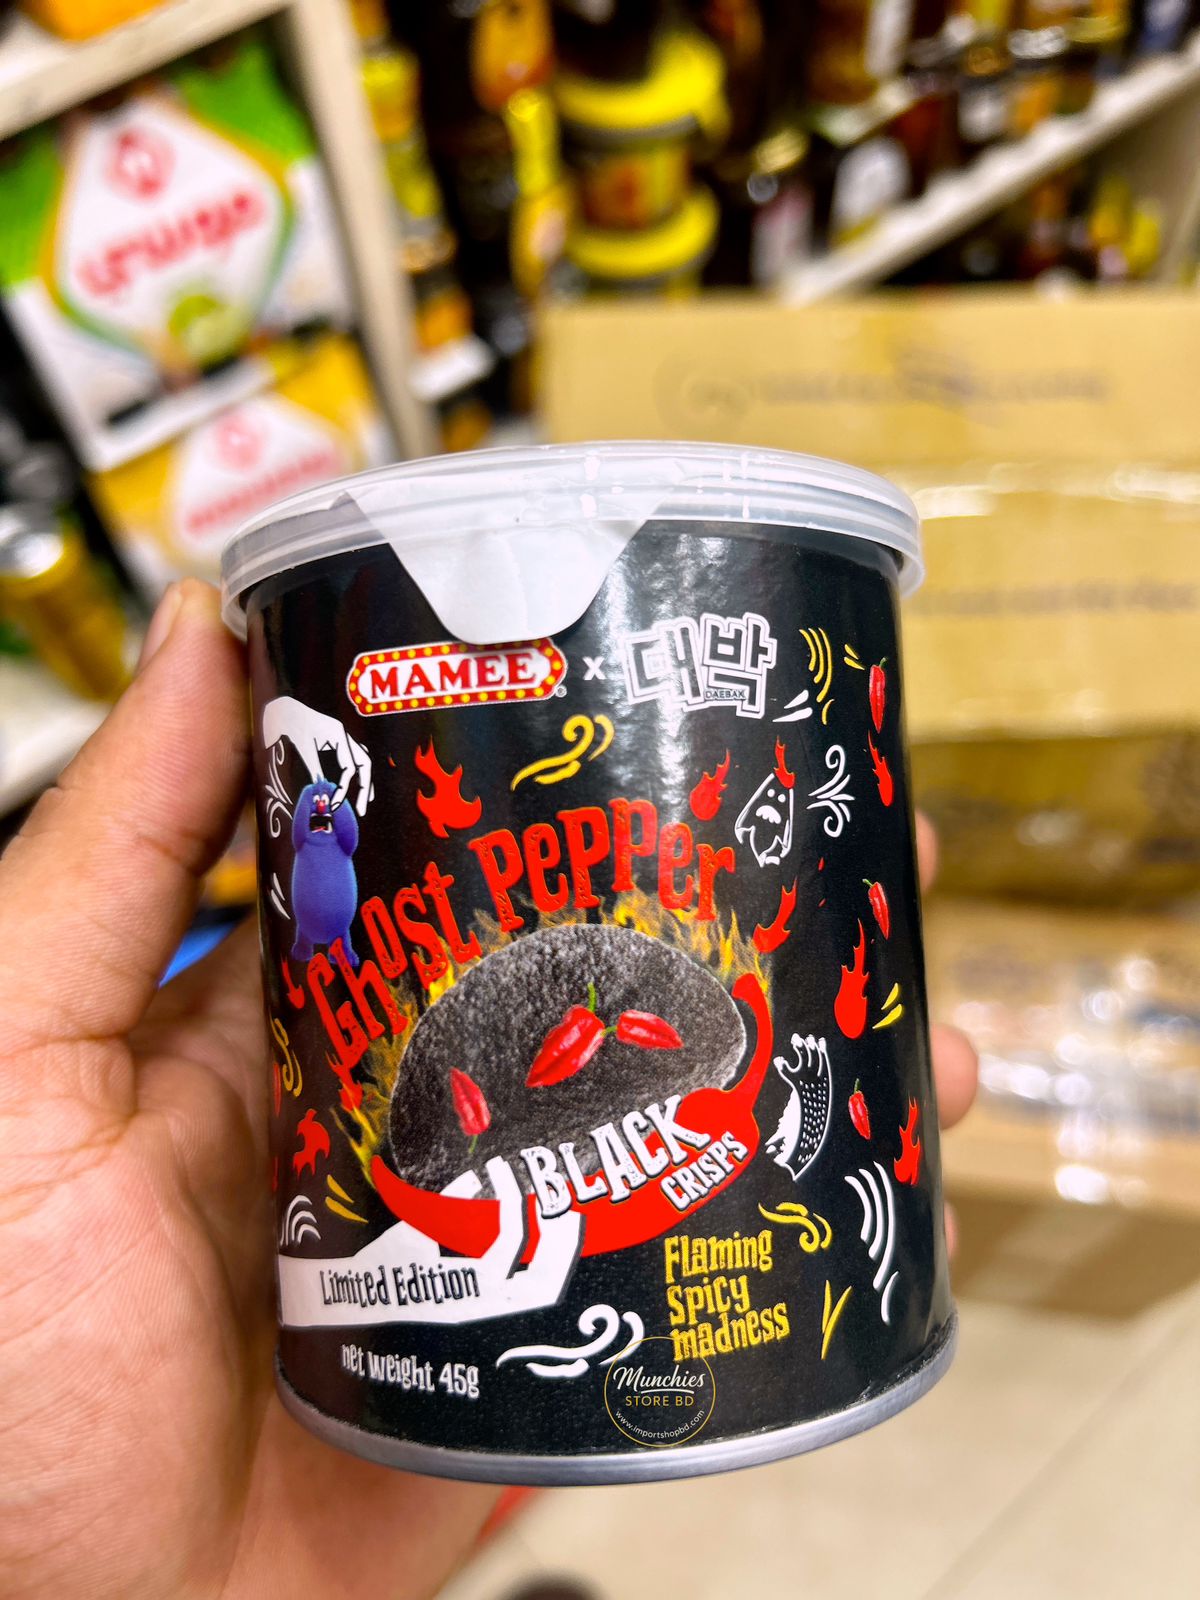 موسي
MAMEE
x
대박
DAEBAK
Ghost Pepper
BLACK
CRISPS
Limited Edition
Flaming
spicy
madness
net weight 45g
Munchies
STORE BD
www.importshopbd.com